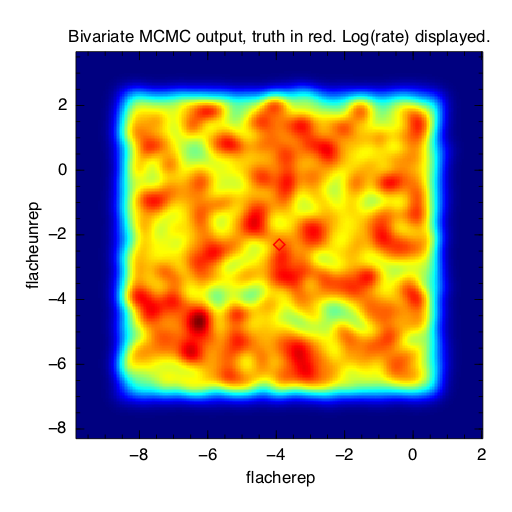 Bivariate MCMC output, truth in red. Log(rate) displayed.
2
0
−2
−4
−6
−8
flacheunrep
−8 −6 −4 −2 0 2
flacherep